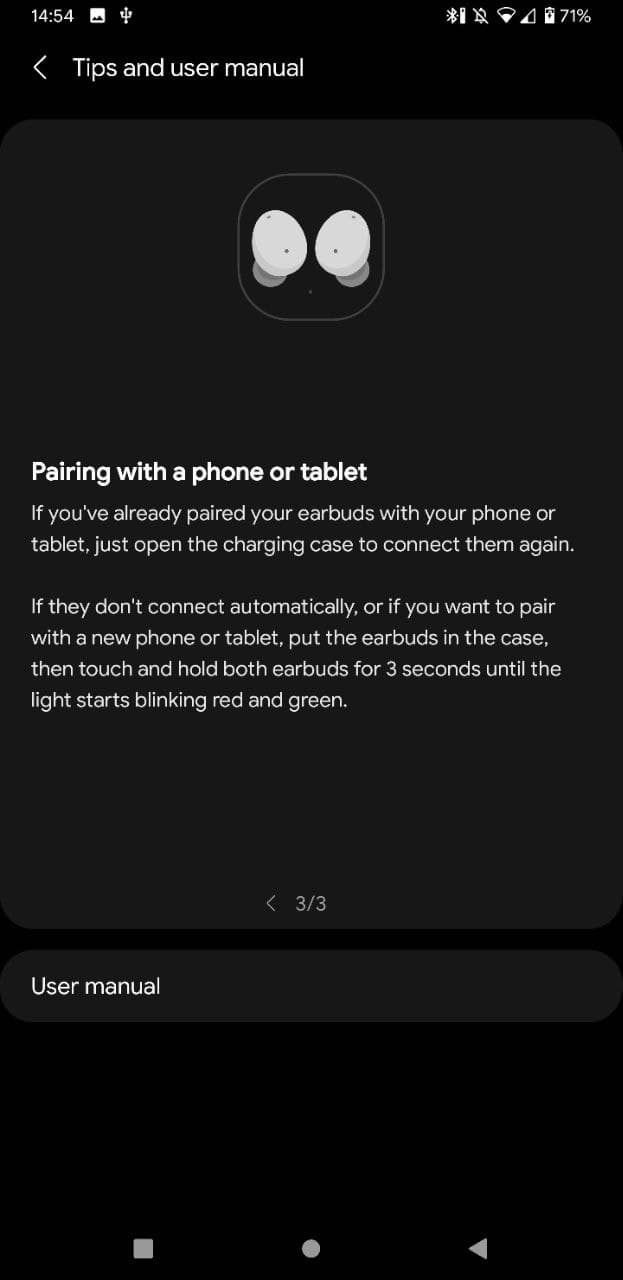 14:54 71%
Tips and user manual
Pairing with a phone or tablet
If you've already paired your earbuds with your phone or
tablet, just open the charging case to connect them again.
If they don't connect automatically, or if you want to pair
with a new phone or tablet, put the earbuds in the case,
then touch and hold both earbuds for 3 seconds until the
light starts blinking red and green.
3/3
User manual